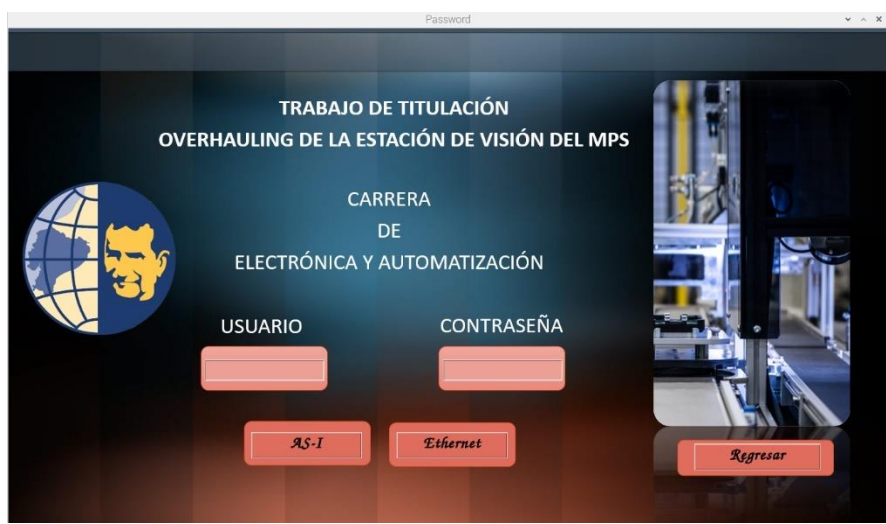 Password
TRABAJO DE TITULACIÓN
OVERHAULING DE LA ESTACIÓN DE VISIÓN DEL MPS
CARRERA
DE
ELECTRÓNICA Y AUTOMATIZACIÓN
USUARIO
CONTRASEÑA
AS-I
Ethernet
Regresar